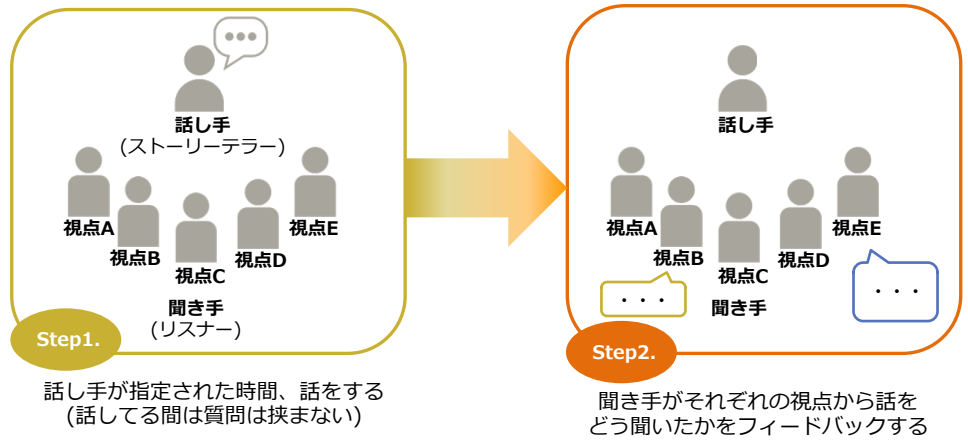 話し手
(ストーリーテラー)
視点A
視点B
視点C
視点D
視点E
聞き手
(リスナー)
Step1.
話し手が指定された時間、話をする
(話してる間は質問は挟まない)
話し手
視点A
視点B
視点C
視点D
視点E
・・・
聞き手
・・・
Step2.
聞き手がそれぞれの視点から話を
どう聞いたかをフィードバックする